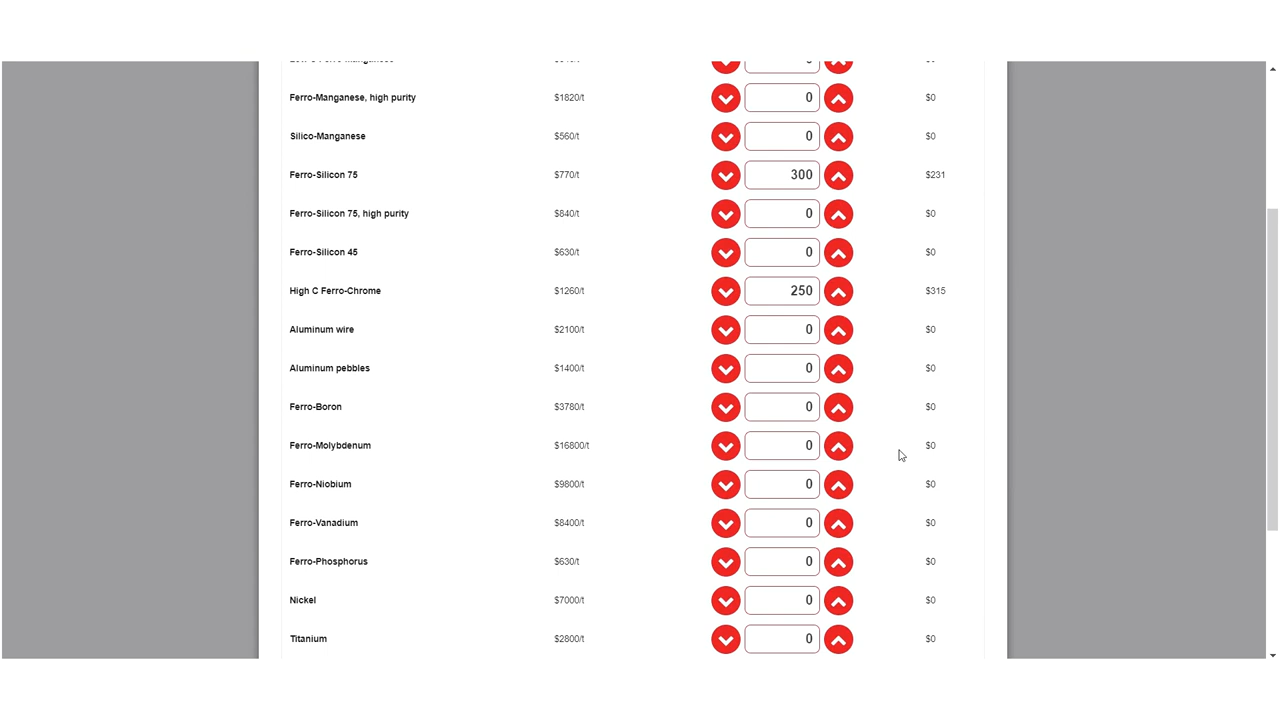 Ferro-Manganese, high purity $1820/t 0 $0
Silico-Manganese $560/t 0 $0
Ferro-Silicon 75 $770/t 300 $231
Ferro-Silicon 75, high purity $840/t 0 $0
Ferro-Silicon 45 $630/t 0 $0
High C Ferro-Chrome $1260/t 250 $315
Aluminum wire $2100/t 0 $0
Aluminum pebbles $1400/t 0 $0
Ferro-Boron $3780/t 0 $0
Ferro-Molybdenum $16800/t 0 $0
Ferro-Niobium $9800/t 0 $0
Ferro-Vanadium $8400/t 0 $0
Ferro-Phosphorus $630/t 0 $0
Nickel $7000/t 0 $0
Titanium $2800/t 0 $0